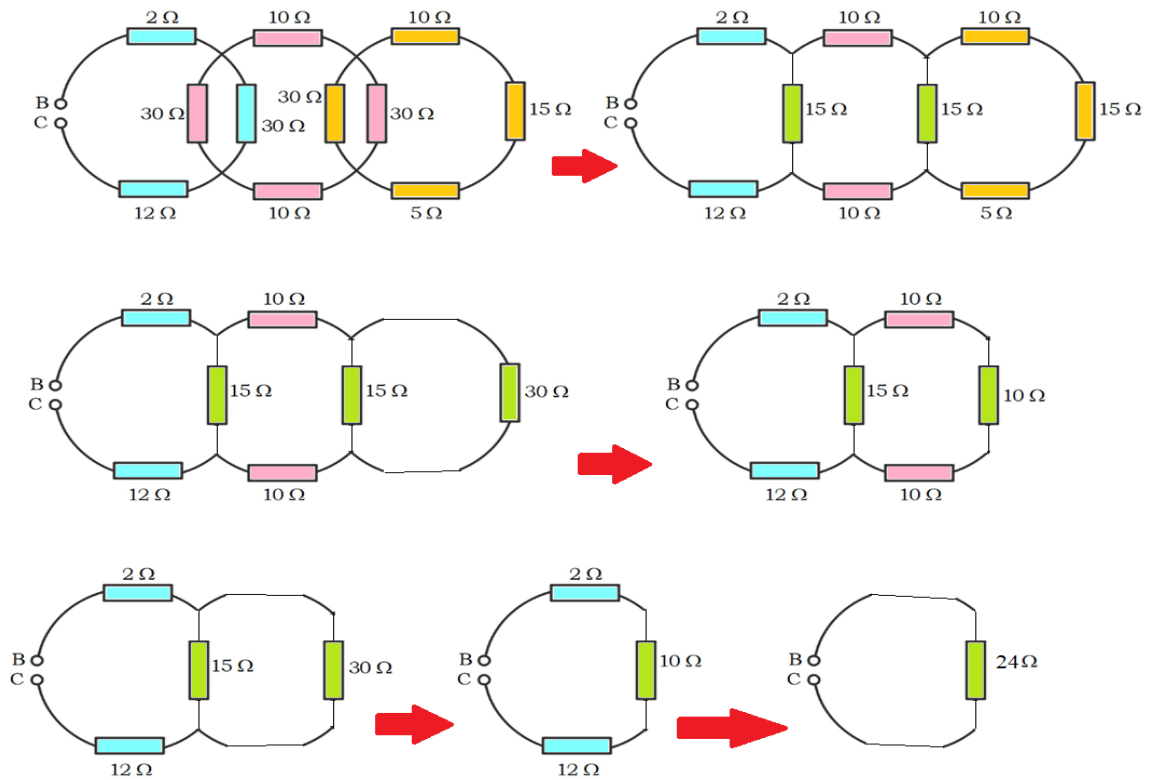 2 Ω 10 Ω 10 Ω 2 Ω 10 Ω 10 Ω
B 30 Ω 30 Ω 30 Ω 30 Ω 15 Ω B 15 Ω 15 Ω 15 Ω
C C
12 Ω 10 Ω 5 Ω 12 Ω 10 Ω 5 Ω
2 Ω 10 Ω 2 Ω 10 Ω
B 15 Ω 15 Ω 30 Ω B 15 Ω 10 Ω
C C
12 Ω 10 Ω 12 Ω 10 Ω
2 Ω 2 Ω
B 15 Ω 30 Ω B 10 Ω B 24 Ω
C C C
12 Ω 12 Ω